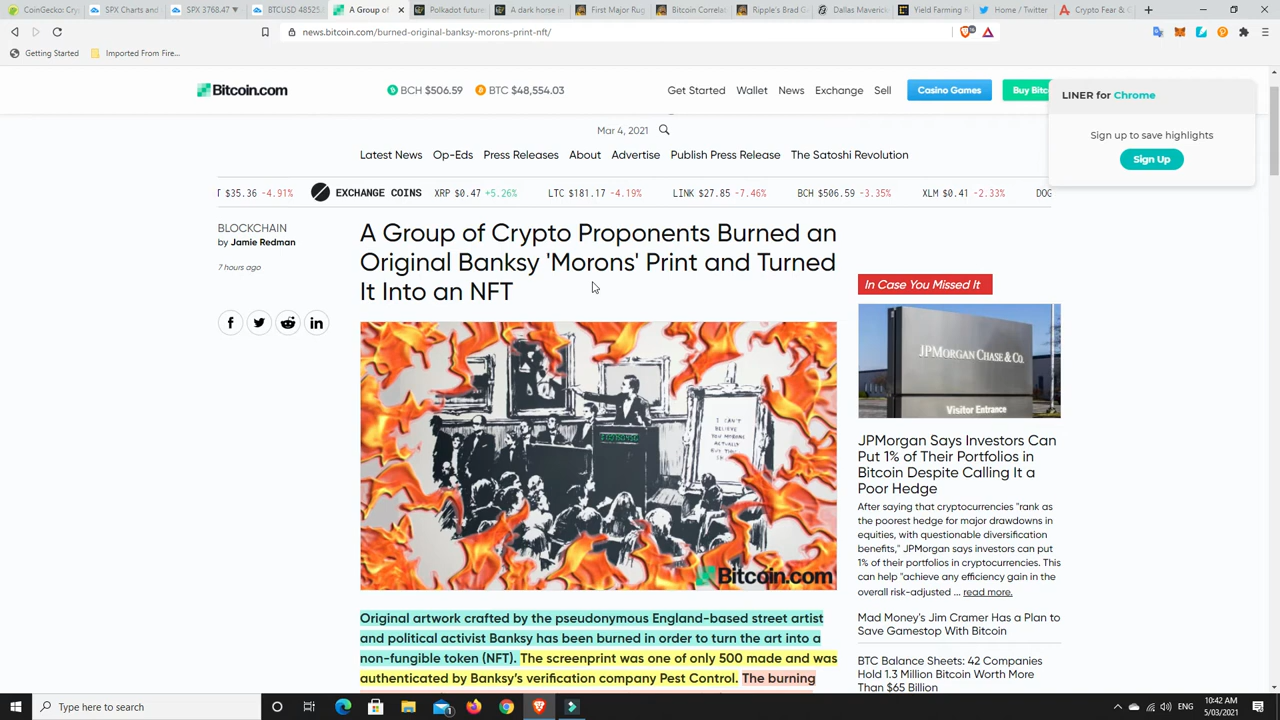 CoinGecko: Cryp
SPX Charts and
SPX 3768.47 ▼
BTCUSD 48525.
A Group of
Polkadot future
A dark horse in
First Major Rug
Bitcoin Correla
Ripple's Brad G
Dallas Maverick
Yield Farming R
Home / Twitter
Crypto Fear & G
news.bitcoin.com/burned-original-banksy-morons-print-nft/
Getting Started
Imported From Fire...
Bitcoin.com
BCH $506.59
BTC $48,554.03
Get Started
Wallet
News
Exchange
Sell
Casino Games
Buy Bitc
LINER for Chrome
Sign up to save highlights
Sign Up
Mar 4, 2021
Latest News
Op-Eds
Press Releases
About
Advertise
Publish Press Release
The Satoshi Revolution
T $35.36 -4.91%
EXCHANGE COINS
XRP $0.47 +5.26%
LTC $181.17 -4.19%
LINK $27.85 -7.46%
BCH $506.59 -3.35%
XLM $0.41 -2.33%
DOG
BLOCKCHAIN
by Jamie Redman
7 hours ago
A Group of Crypto Proponents Burned an
Original Banksy 'Morons' Print and Turned
It Into an NFT
I CAN'T
BELIEVE
YOU MORONS
ACTUALLY
BUY THIS
Bitcoin.com
Original artwork crafted by the pseudonymous England-based street artist
and political activist Banksy has been burned in order to turn the art into a
non-fungible token (NFT). The screenprint was one of only 500 made and was
authenticated by Banksy's verification company Pest Control. The burning
In Case You Missed It
JPMORGAN CHASE & CO.
Visitor Entrance
JPMorgan Says Investors Can
Put 1% of Their Portfolios in
Bitcoin Despite Calling It a
Poor Hedge
After saying that cryptocurrencies "rank as
the poorest hedge for major drawdowns in
equities, with questionable diversification
benefits," JPMorgan says investors can put
1% of their portfolios in cryptocurrencies. This
can help "achieve any efficiency gain in the
overall risk-adjusted ... read more.
Mad Money's Jim Cramer Has a Plan to
Save Gamestop With Bitcoin
BTC Balance Sheets: 42 Companies
Hold 1.3 Million Bitcoin Worth More
Than $65 Billion
Type here to search
ENG
10:42 AM
5/03/2021